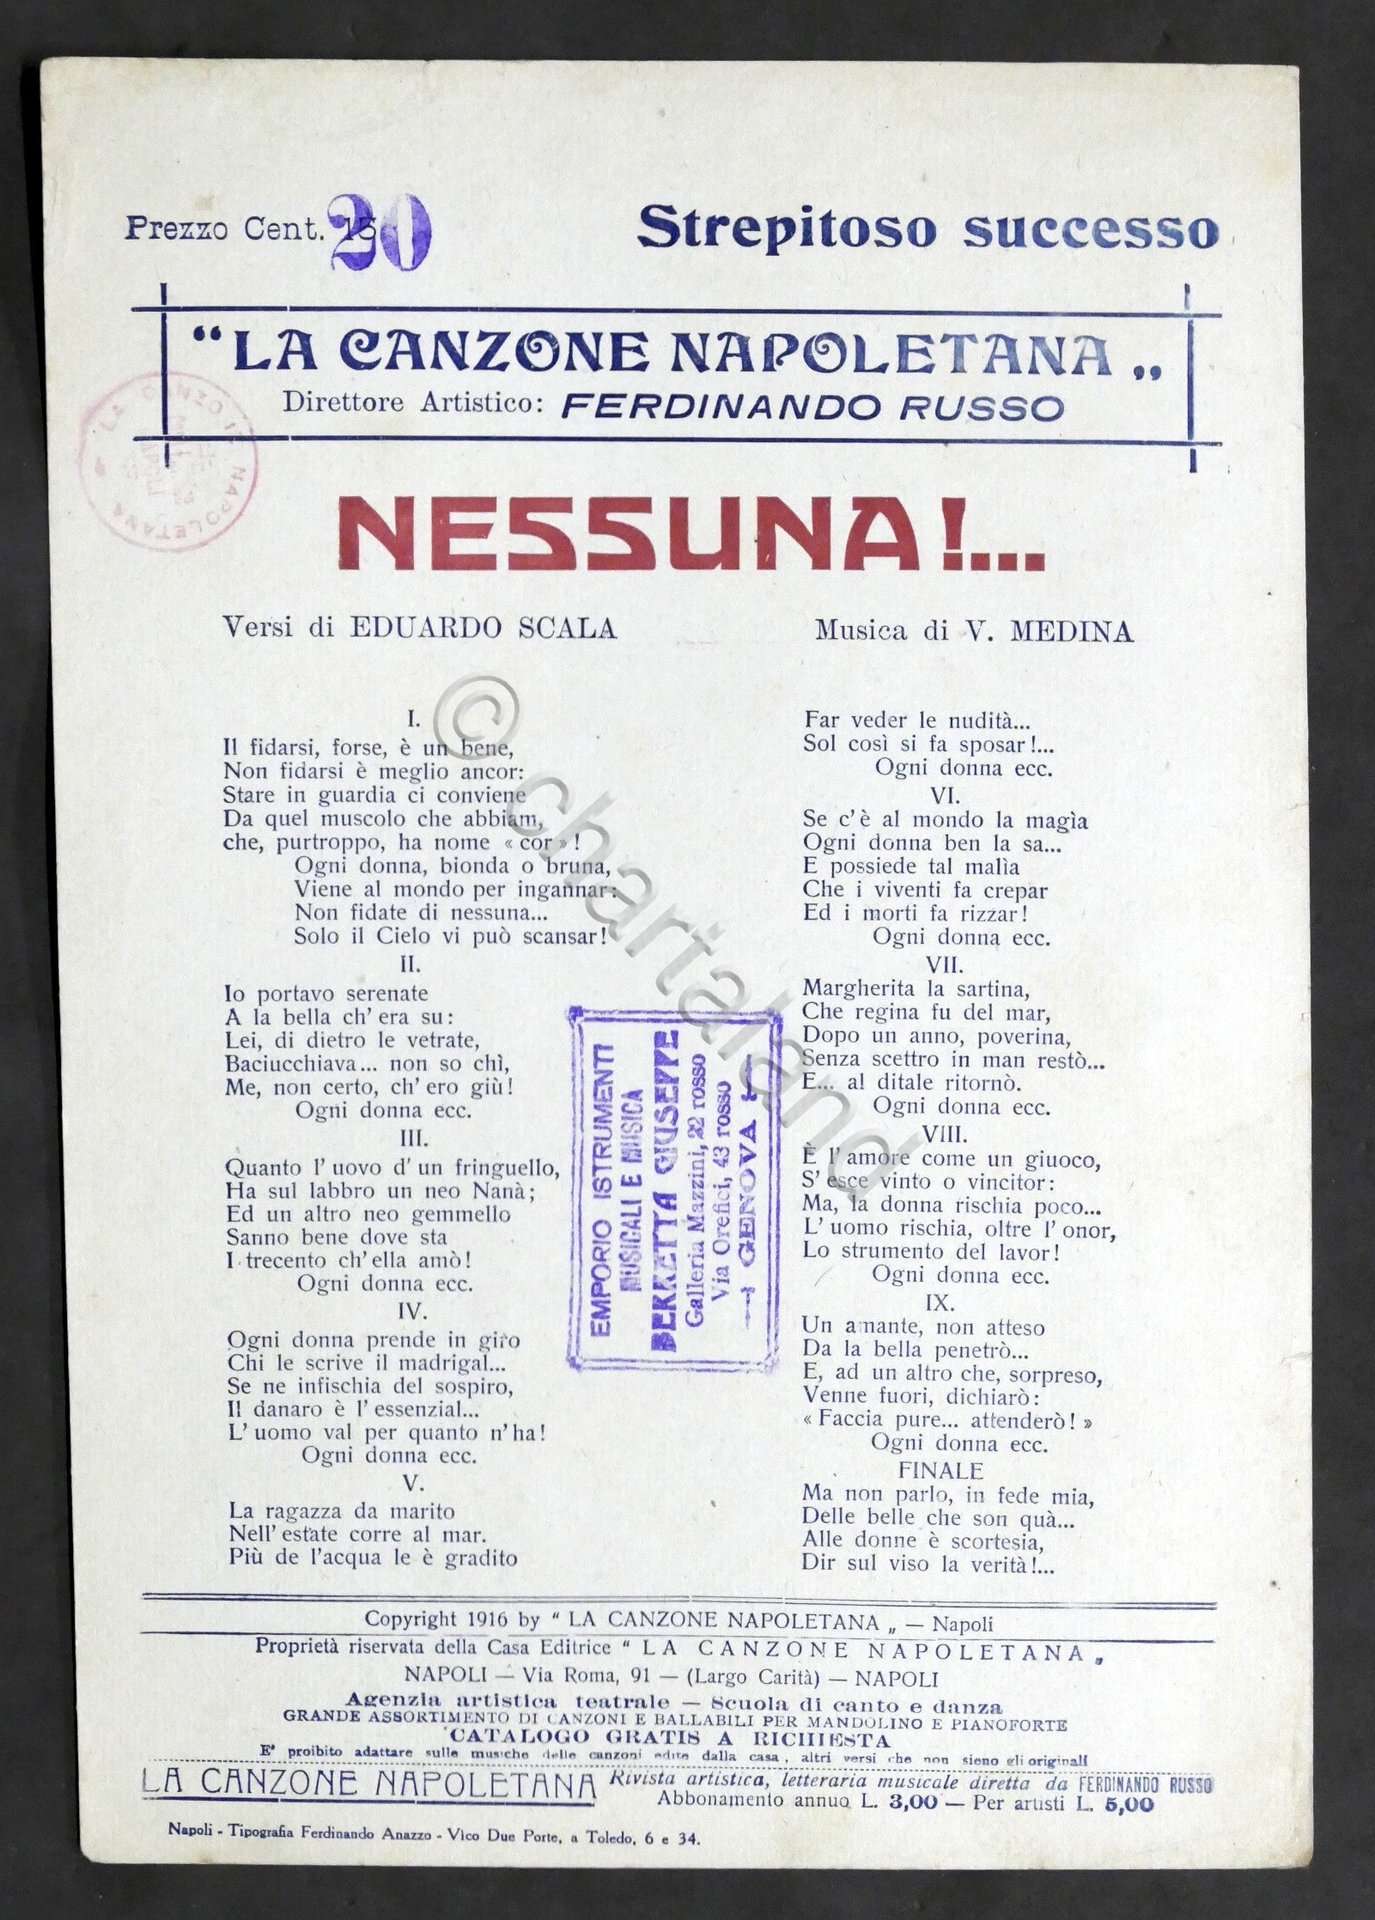 Prezzo Cent. 15 20
Strepitoso successo
“LA CANZONE NAPOLETANA„
Direttore Artistico: FERDINANDO RUSSO
LA CANZONE NAPOLETANA
NESSUNA!...
Versi di EDUARDO SCALA
Musica di V. MEDINA
I.
Il fidarsi, forse, è un bene,
Non fidarsi è meglio ancor:
Stare in guardia ci conviene
Da quel muscolo che abbiam,
che, purtroppo, ha nome « cor » !
Ogni donna, bionda o bruna,
Viene al mondo per ingannar:
Non fidate di nessuna...
Solo il Cielo vi può scansar!
II.
Io portavo serenate
A la bella ch' era su:
Lei, di dietro le vetrate,
Baciucchiava... non so chì,
Me, non certo, ch' ero giù!
Ogni donna ecc.
III.
Quanto l' uovo d' un fringuello,
Ha sul labbro un neo Nanà;
Ed un altro neo gemmello
Sanno bene dove sta
I trecento ch' ella amò!
Ogni donna ecc.
IV.
Ogni donna prende in giro
Chi le scrive il madrigal...
Se ne infischia del sospiro,
Il danaro è l' essenzial...
L' uomo val per quanto n' ha!
Ogni donna ecc.
V.
La ragazza da marito
Nell' estate corre al mar.
Più de l'acqua le è gradito
Far veder le nudità...
Sol così si fa sposar!...
Ogni donna ecc.
VI.
Se c' è al mondo la magìa
Ogni donna ben la sa...
E possiede tal malìa
Che i viventi fa crepar
Ed i morti fa rizzar!
Ogni donna ecc.
VII.
Margherita la sartina,
Che regina fu del mar,
Dopo un anno, poverina,
Senza scettro in man restò...
E... al ditale ritornò.
Ogni donna ecc.
VIII.
È l' amore come un giuoco,
S' esce vinto o vincitor:
Ma, la donna rischia poco...
L' uomo rischia, oltre l' onor,
Lo strumento del lavor!
Ogni donna ecc.
IX.
Un amante, non atteso
Da la bella penetrò...
E, ad un altro che, sorpreso,
Venne fuori, dichiarò:
« Faccia pure... attenderò! »
Ogni donna ecc.
FINALE
Ma non parlo, in fede mia,
Delle belle che son quà...
Alle donne è scortesia,
Dir sul viso la verità!...
EMPORIO ISTRUMENTI
MUSICALI E MUSICA
BERRETTA GIUSEPPE
Galleria Mazzini, 22 rosso
Via Orefici, 43 rosso
GENOVA
© chartaland
Copyright 1916 by “ LA CANZONE NAPOLETANA „ — Napoli
Proprietà riservata della Casa Editrice “ LA CANZONE NAPOLETANA „
NAPOLI — Via Roma, 91 — (Largo Carità) — NAPOLI
Agenzia artistica teatrale — Scuola di canto e danza
GRANDE ASSORTIMENTO DI CANZONI E BALLABILI PER MANDOLINO E PIANOFORTE
CATALOGO GRATIS A RICHIESTA
E' proibito adattare sulle musiche delle canzoni edite dalla casa, altri versi che non sieno gli originali
LA CANZONE NAPOLETANA Rivista artistica, letteraria musicale diretta da FERDINANDO RUSSO
Abbonamento annuo L. 3,00 — Per artisti L. 5,00
Napoli - Tipografia Ferdinando Anazzo - Vico Due Porte, a Toledo, 6 e 34.